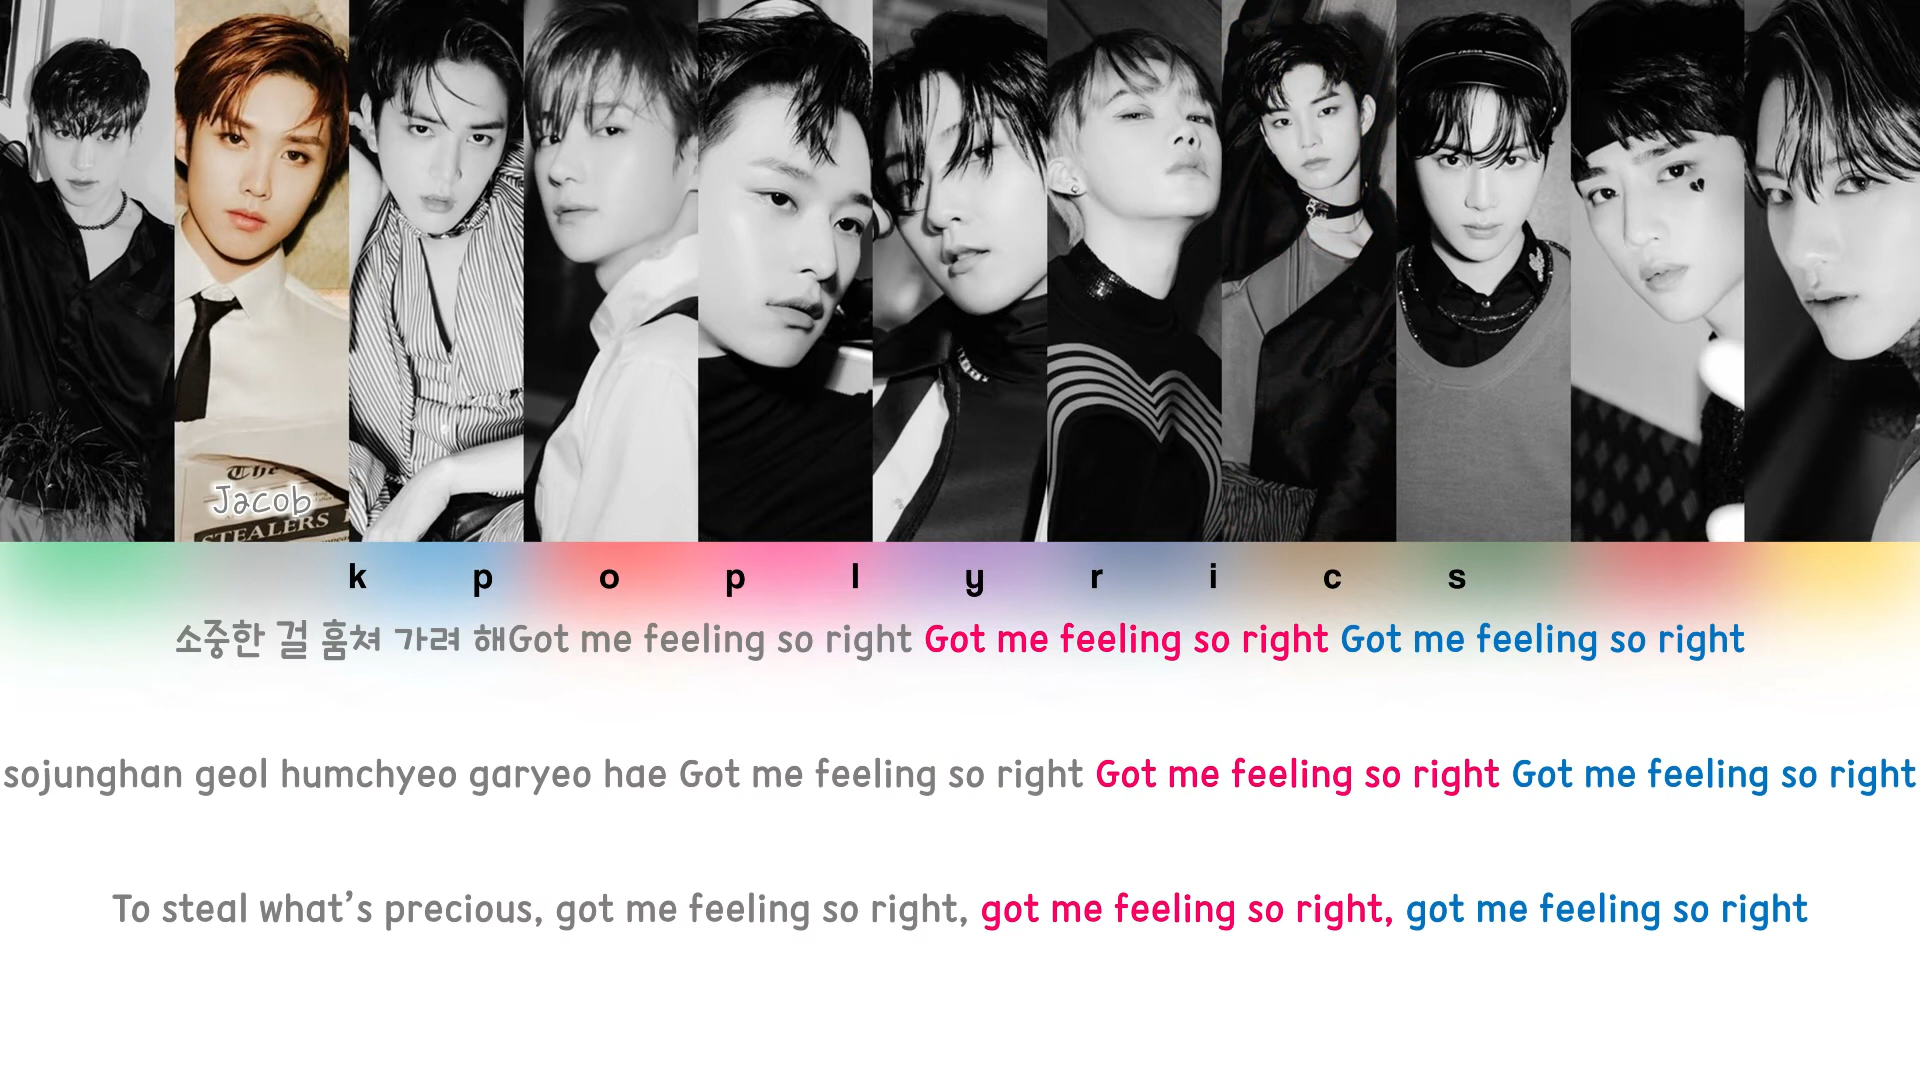 The
Jacob
STEALERS
k p o p l y r i c s
소중한 걸 훔쳐 가려 해Got me feeling so right Got me feeling so right Got me feeling so right
sojunghan geol humchyeo garyeo hae Got me feeling so right Got me feeling so right Got me feeling so right
To steal what’s precious, got me feeling so right, got me feeling so right, got me feeling so right